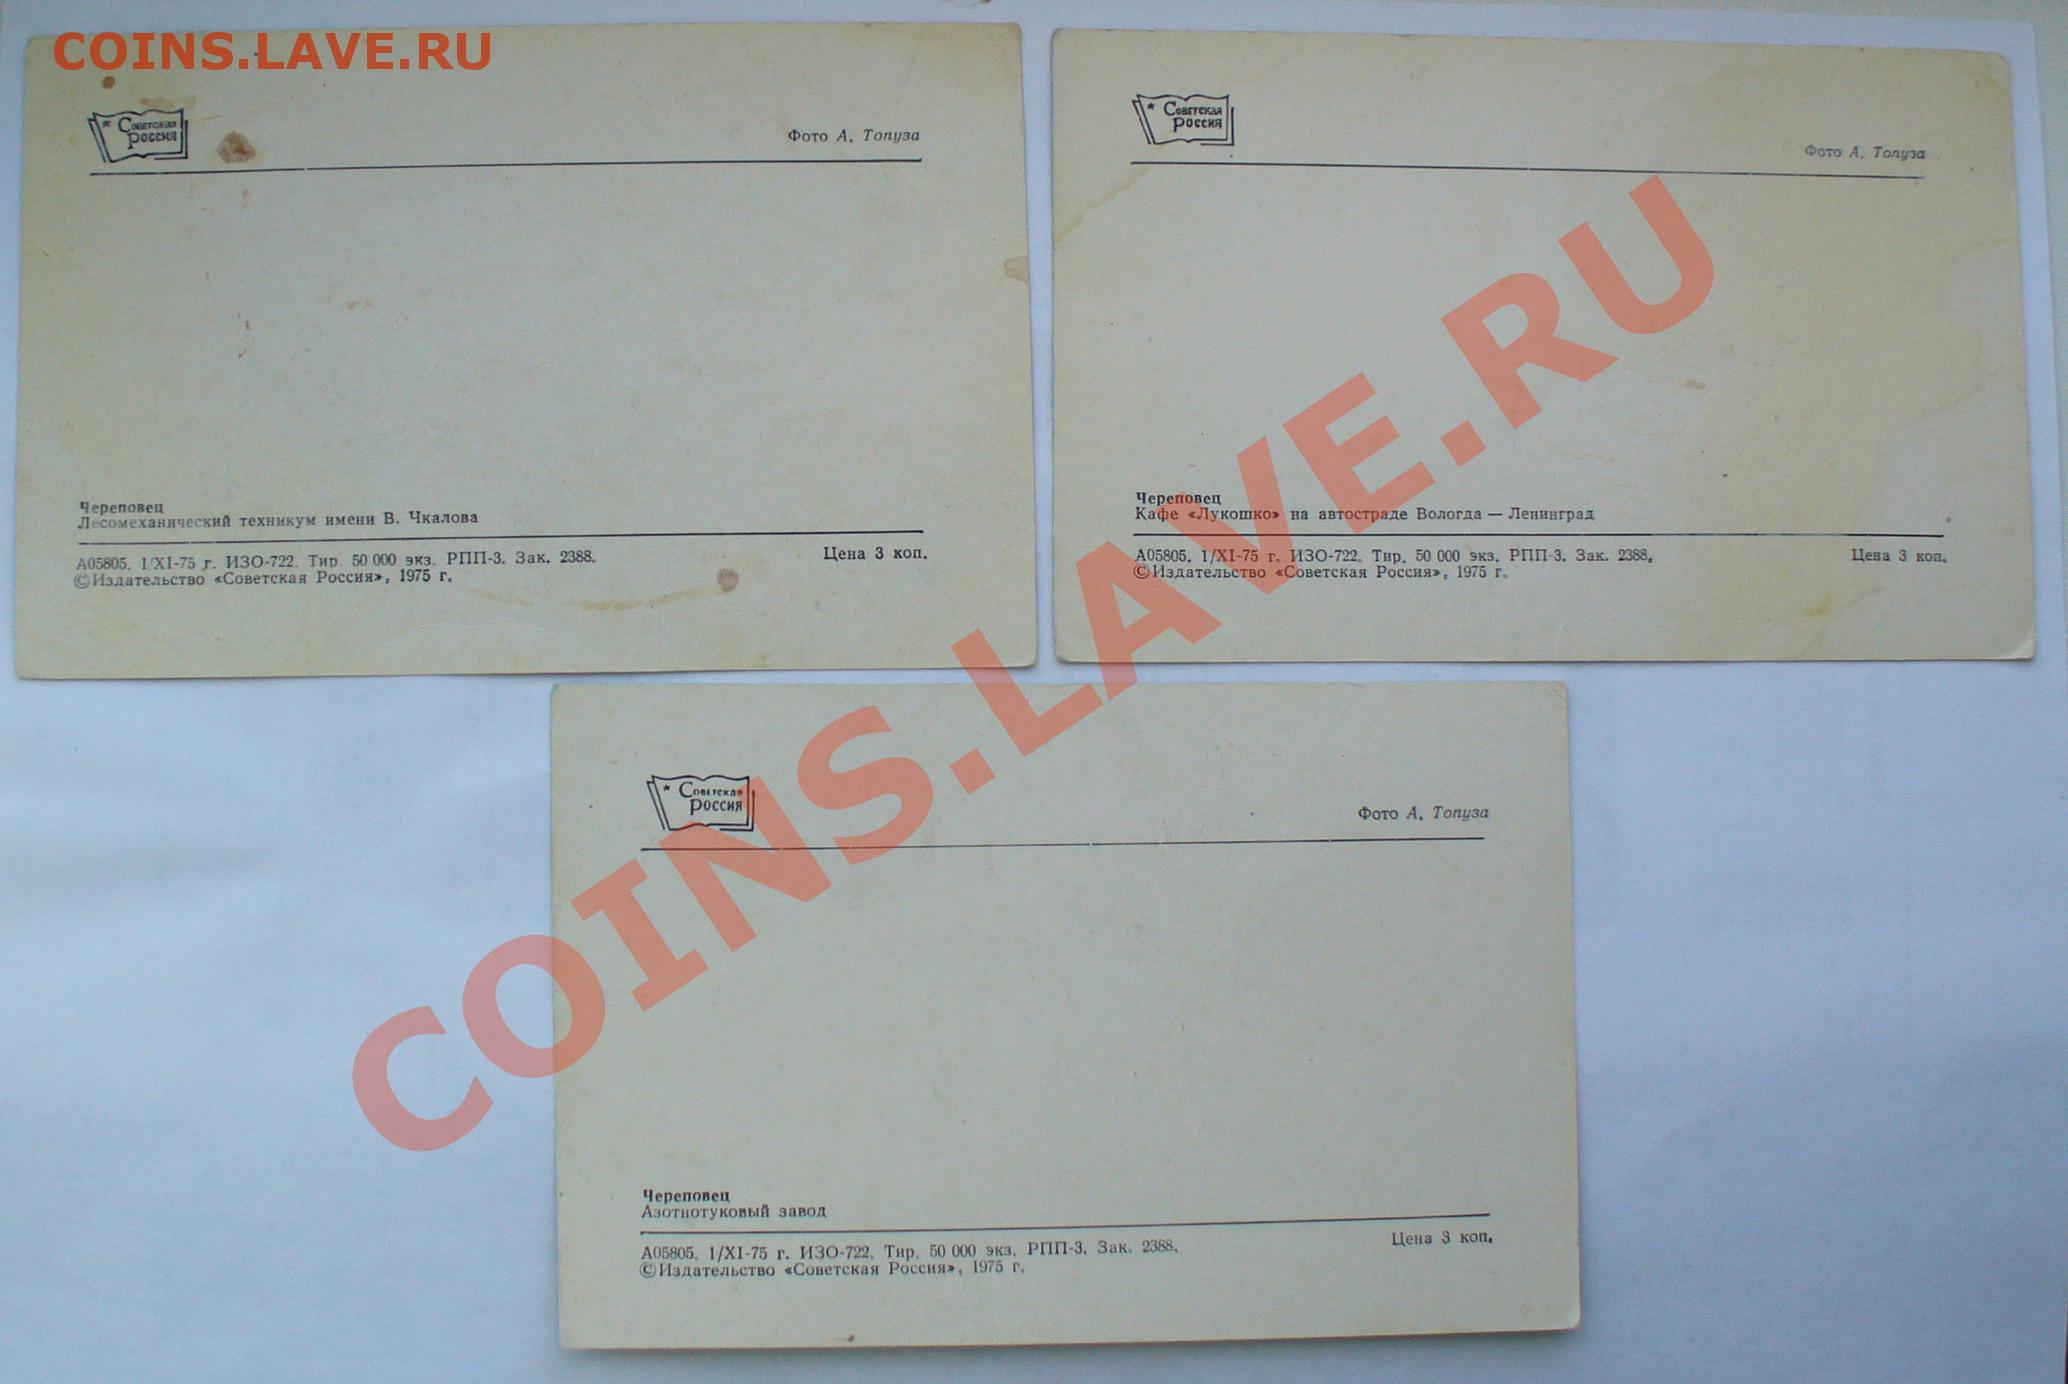 COINS.LAVE.RU
Советская
Россия
Фото А. Топуза
Череповец
Лесомеханический техникум имени В. Чкалова
А05805. 1/XI-75 г. ИЗО-722. Тир. 50 000 экз. РПП-3. Зак. 2388.
Цена 3 коп.
©Издательство «Советская Россия», 1975 г.
Советская
Россия
Фото А. Топуза
Череповец
Кафе «Лукошко» на автостраде Вологда — Ленинград
А05805. 1/XI-75 г. ИЗО-722. Тир. 50 000 экз. РПП-3. Зак. 2388.
Цена 3 коп.
©Издательство «Советская Россия», 1975 г.
COINS.LAVE.RU
Советская
Россия
Фото А. Топуза
Череповец
Азотнотуковый завод
А05805. 1/XI-75 г. ИЗО-722. Тир. 50 000 экз. РПП-3. Зак. 2388.
Цена 3 коп.
©Издательство «Советская Россия», 1975 г.